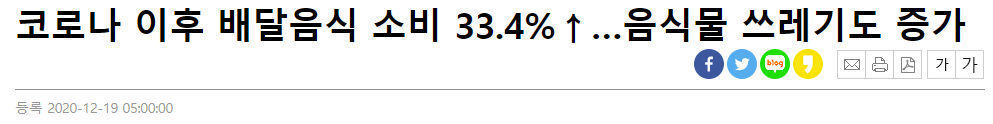 코로나 이후 배달음식 소비 33.4%↑…음식물 쓰레기도 증가
blog 가 가
등록 2020-12-19 05:00:00